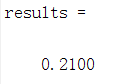 results =
0.2100